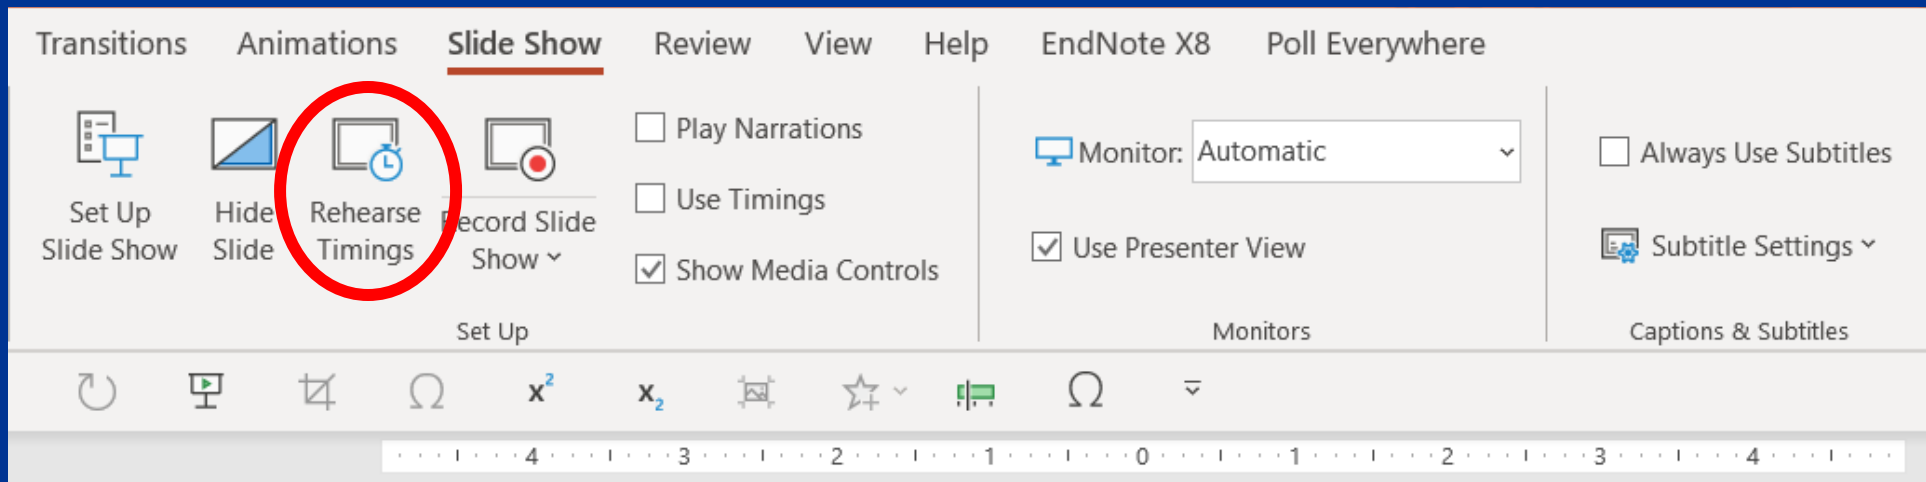 Transitions Animations Slide Show Review View Help EndNote X8 Poll Everywhere
Set Up
Slide Show
Hide
Slide
Rehearse
Timings
Record Slide
Show
Play Narrations
Use Timings
Show Media Controls
Set Up
Monitor: Automatic
Use Presenter View
Monitors
Always Use Subtitles
Subtitle Settings
Captions & Subtitles
Ω x² x₂ Ω
4 3 2 1 0 1 2 3 4